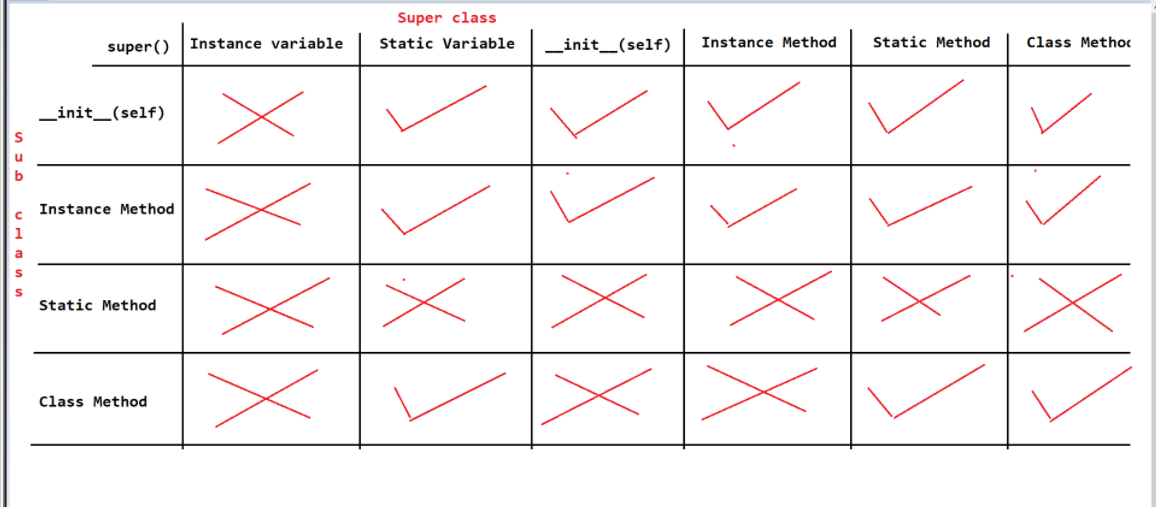 Super class
super() Instance variable Static Variable __init__(self) Instance Method Static Method Class Metho
__init__(self)
Instance Method
Static Method
Class Method
Sub class